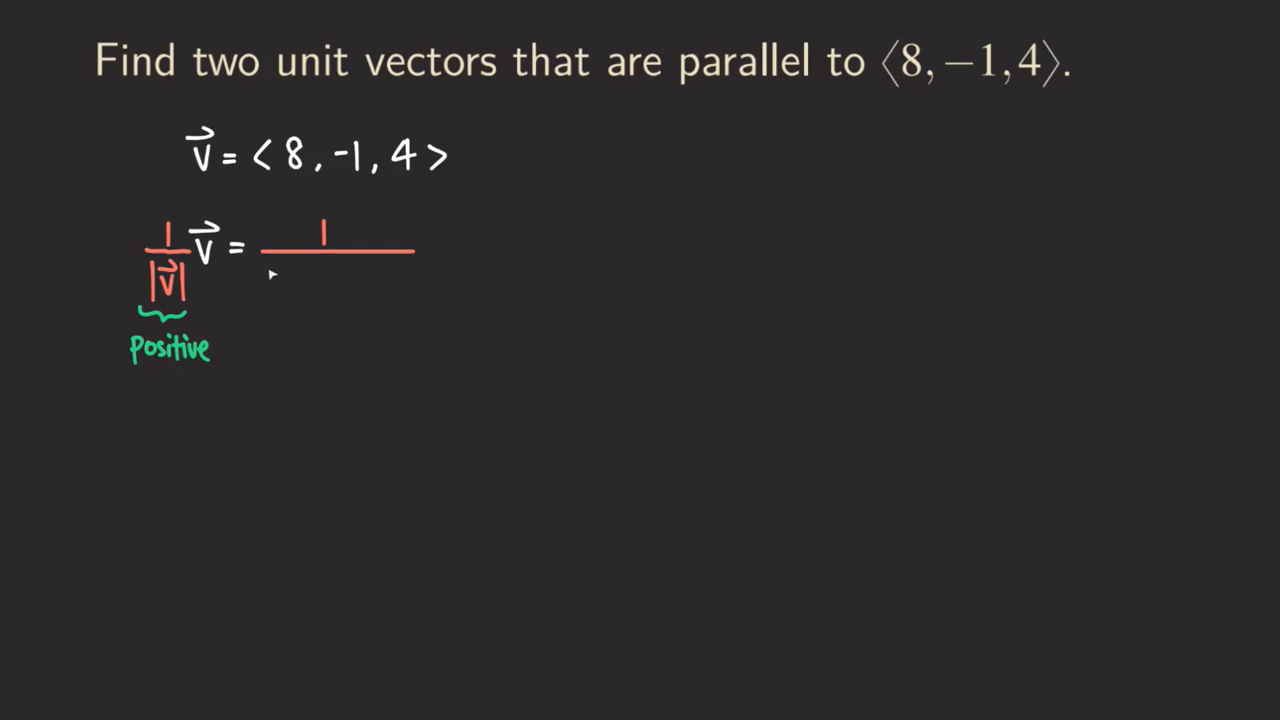 Find two unit vectors that are parallel to ⟨8, −1, 4⟩.
v⃗ = < 8, -1, 4 >
1/|v⃗| v⃗ = 1
positive